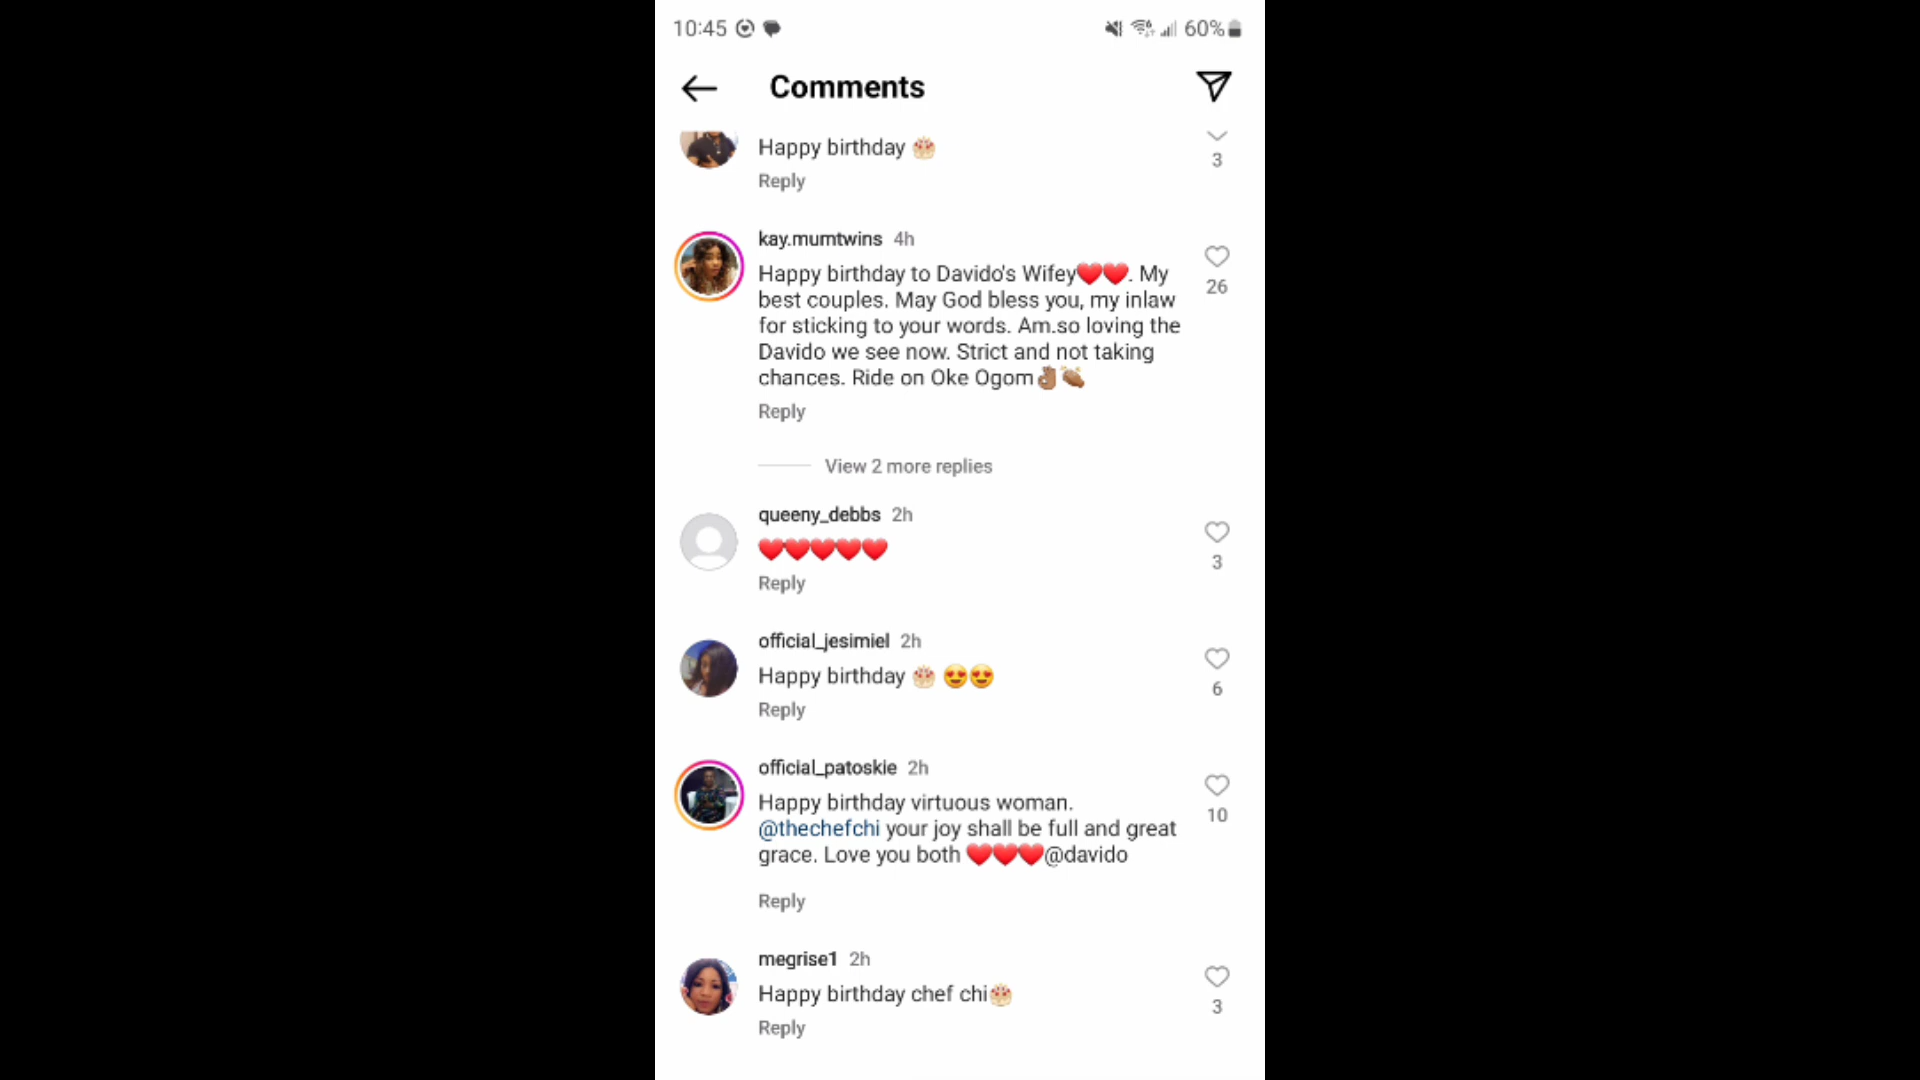 10:45 60%
Comments
Happy birthday 🎂
3
Reply
kay.mumtwins 4h
Happy birthday to Davido's Wifey❤️❤️. My
best couples. May God bless you, my inlaw
for sticking to your words. Am.so loving the
Davido we see now. Strict and not taking
chances. Ride on Oke Ogom👌🏽👏🏽
26
Reply
View 2 more replies
queeny_debbs 2h
❤️❤️❤️❤️❤️
3
Reply
official_jesimiel 2h
Happy birthday 🎂 😍😍
6
Reply
official_patoskie 2h
Happy birthday virtuous woman.
@thechefchi your joy shall be full and great
grace. Love you both ❤️❤️❤️@davido
10
Reply
megrise1 2h
Happy birthday chef chi🎂
3
Reply